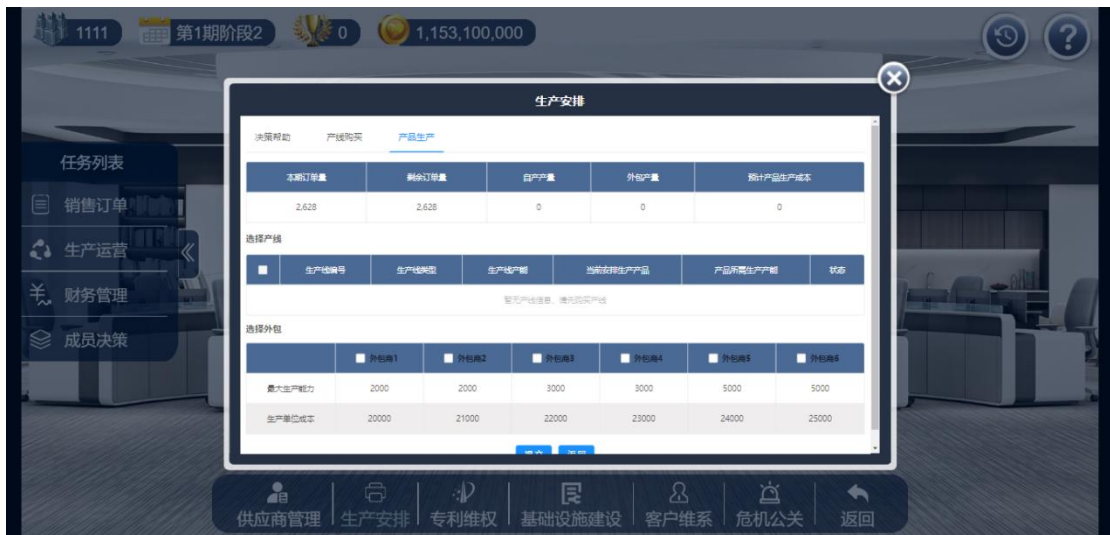 1111 第1期阶段2 0 1,153,100,000
生产安排
决策帮助 产线购买 产品生产
本期订单量 剩余订单量 自产产量 外包产量 预计产品生产成本
2,628 2,628 0 0 0
选择产线
生产线编号 生产线类型 生产线产能 当前安排生产产品 产品所需生产产能 状态
暂无产线信息,请先购买产线
选择外包
外包商1 外包商2 外包商3 外包商4 外包商5 外包商6
最大生产能力 2000 2000 3000 3000 5000 5000
生产单位成本 20000 21000 22000 23000 24000 25000
任务列表
销售订单
生产运营
财务管理
成员决策
供应商管理 生产安排 专利维权 基础设施建设 客户维系 危机公关 返回